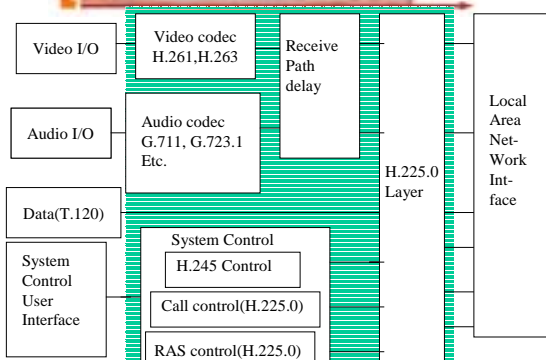 Video I/O
Video codec
H.261,H.263
Receive
Path
delay
Audio I/O
Audio codec
G.711, G.723.1
Etc.
Data(T.120)
System
Control
User
Interface
System Control
H.245 Control
Call control(H.225.0)
RAS control(H.225.0)
H.225.0
Layer
Local
Area
Net-
Work
Int-
fface